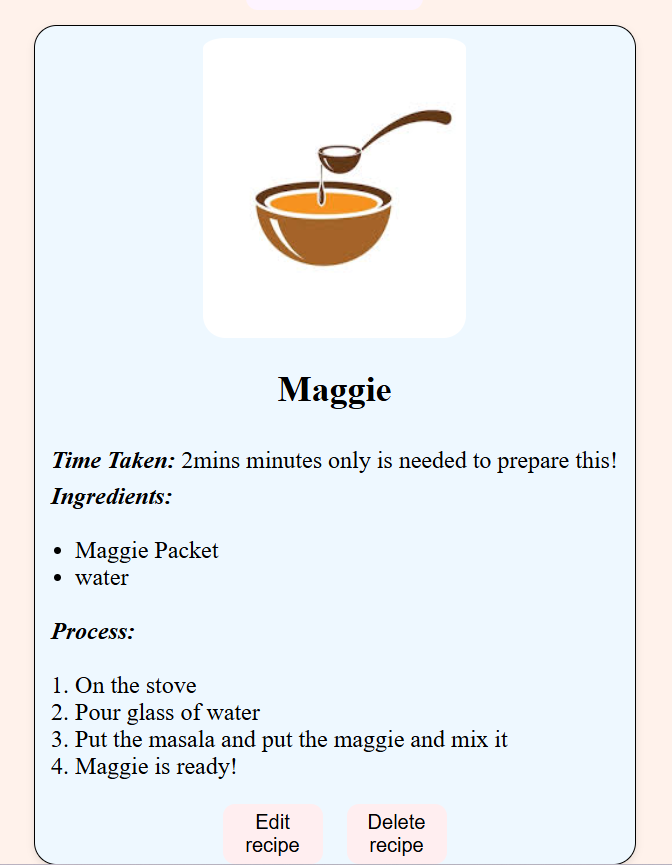 Maggie
Time Taken: 2mins minutes only is needed to prepare this!
Ingredients:
• Maggie Packet
• water
Process:
1. On the stove
2. Pour glass of water
3. Put the masala and put the maggie and mix it
4. Maggie is ready!
Edit
recipe
Delete
recipe